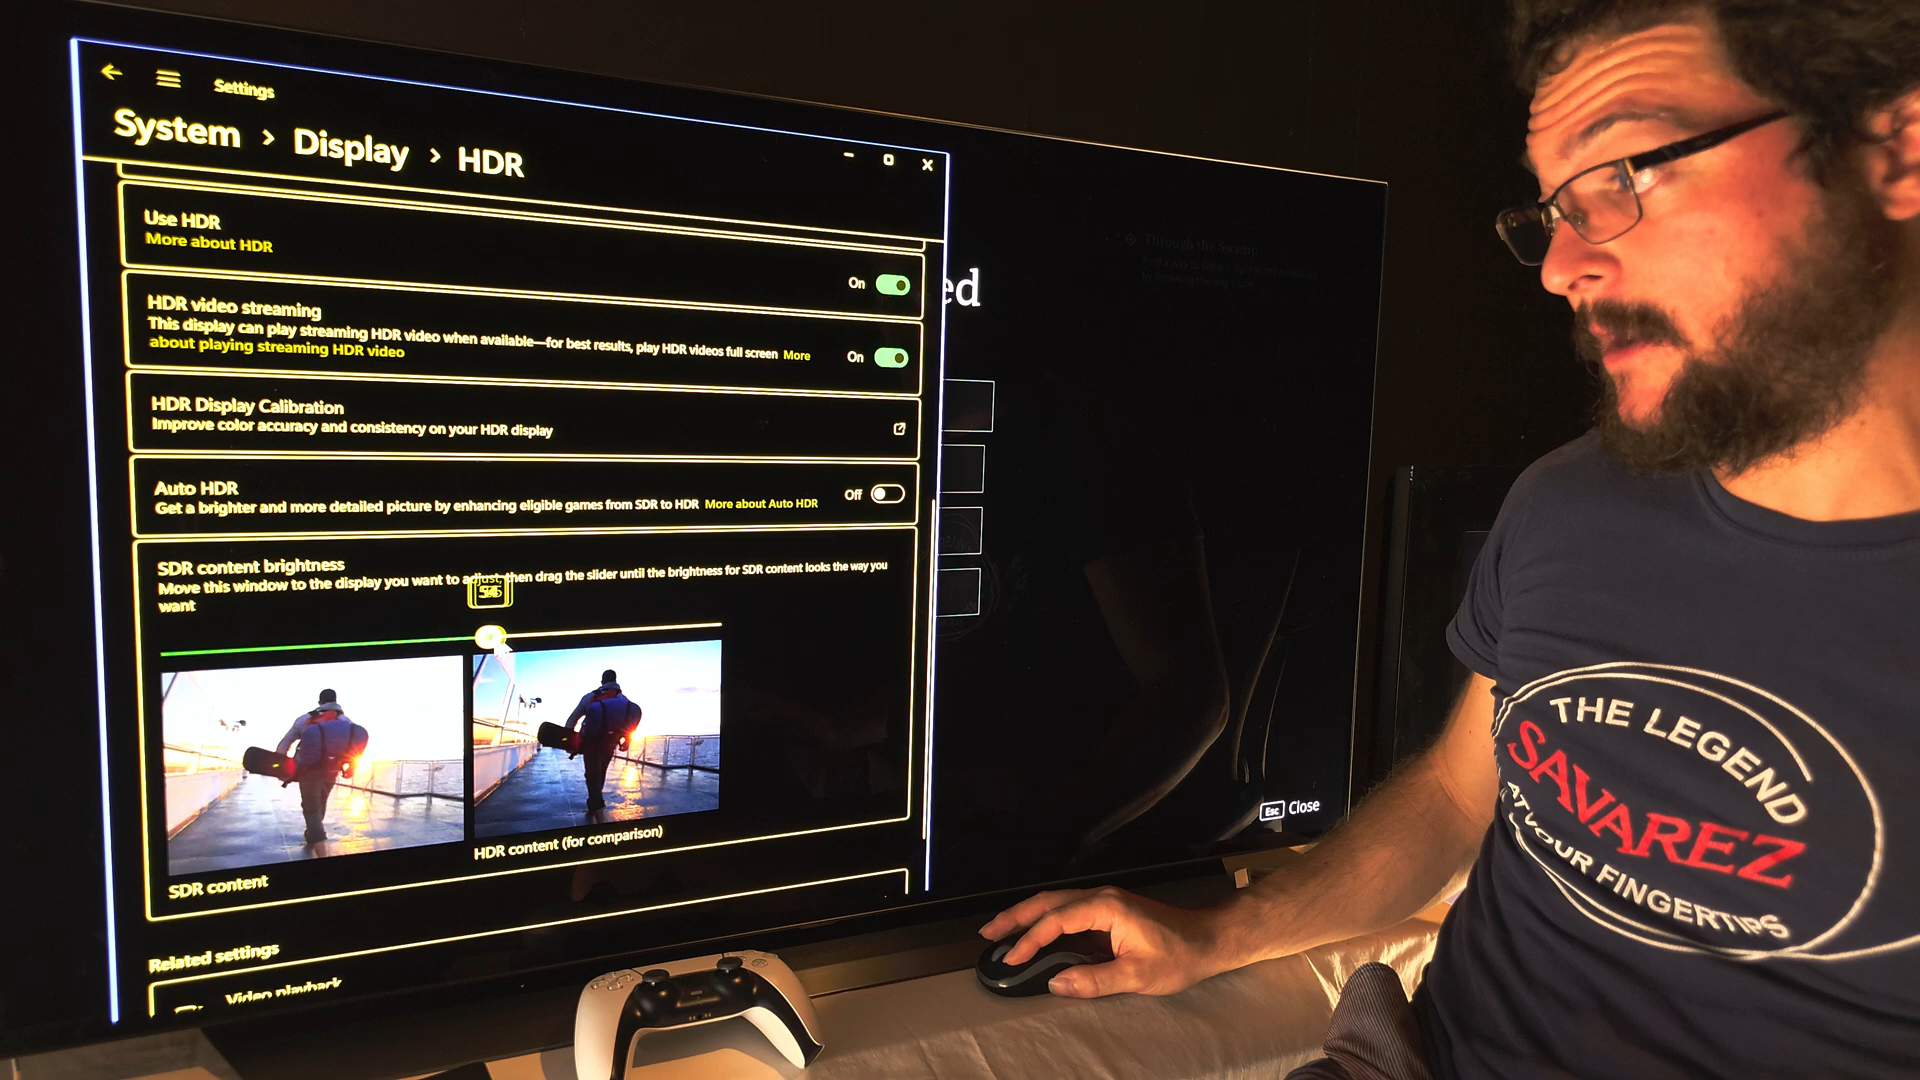 Settings
System > Display > HDR
Use HDR
More about HDR
On
HDR video streaming
This display can play streaming HDR video when available—for best results, play HDR videos full screen More
about playing streaming HDR video
On
HDR Display Calibration
Improve color accuracy and consistency on your HDR display
Auto HDR
Get a brighter and more detailed picture by enhancing eligible games from SDR to HDR More about Auto HDR
Off
SDR content brightness
Move this window to the display you want to adjust, then drag the slider until the brightness for SDR content looks the way you
want
SDR content
HDR content (for comparison)
Related settings
Video playback
ed
Through the Swamp
Esc Close
THE LEGEND
SAVAREZ
AT YOUR FINGERTIPS